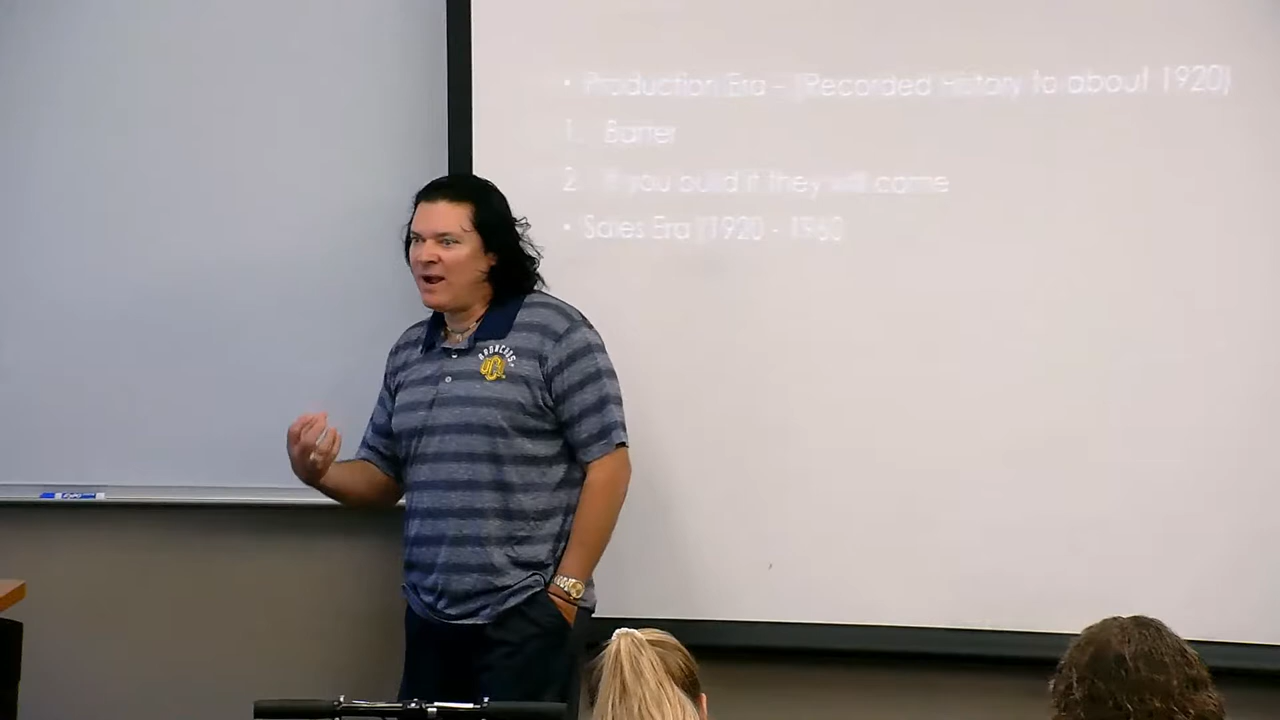 • Production Era - (Recorded History to about 1920)
1. Barter
2. If you build it they will come
• Sales Era (1920 - 1960
BRONCOS